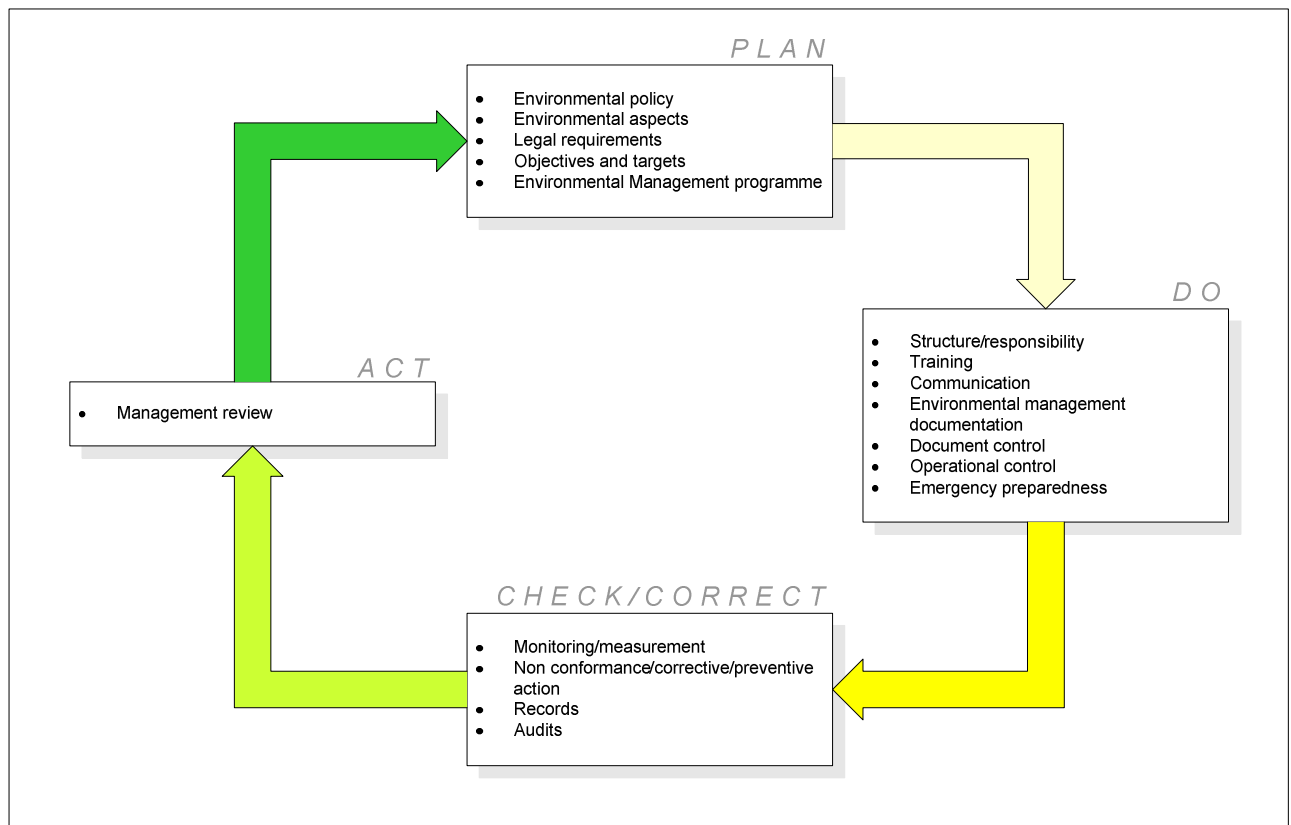 PLAN
• Environmental policy
• Environmental aspects
• Legal requirements
• Objectives and targets
• Environmental Management programme
DO
• Structure/responsibility
• Training
• Communication
• Environmental management
documentation
• Document control
• Operational control
• Emergency preparedness
CHECK/CORRECT
• Monitoring/measurement
• Non conformance/corrective/preventive
action
• Records
• Audits
ACT
• Management review